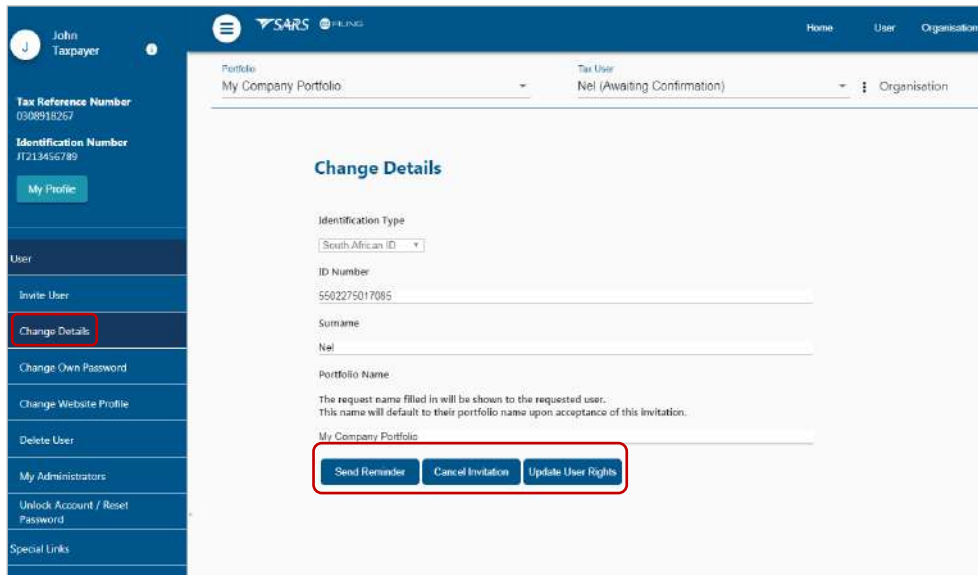 John
Taxpayer
J
Tax Reference Number
0308918267
Identification Number
JT213456789
My Profile
User
Invite User
Change Details
Change Own Password
Change Website Profile
Delete User
My Administrators
Unlock Account / Reset
Password
Special Links
SARS eFILING
Home User Organisation
Portfolio
My Company Portfolio
Tax User
Nel (Awaiting Confirmation)
Organisation
Change Details
Identification Type
South African ID
ID Number
5502275017085
Surname
Nel
Portfolio Name
The request name filled in will be shown to the requested user.
This name will default to their portfolio name upon acceptance of this invitation.
My Company Portfolio
Send Reminder Cancel Invitation Update User Rights